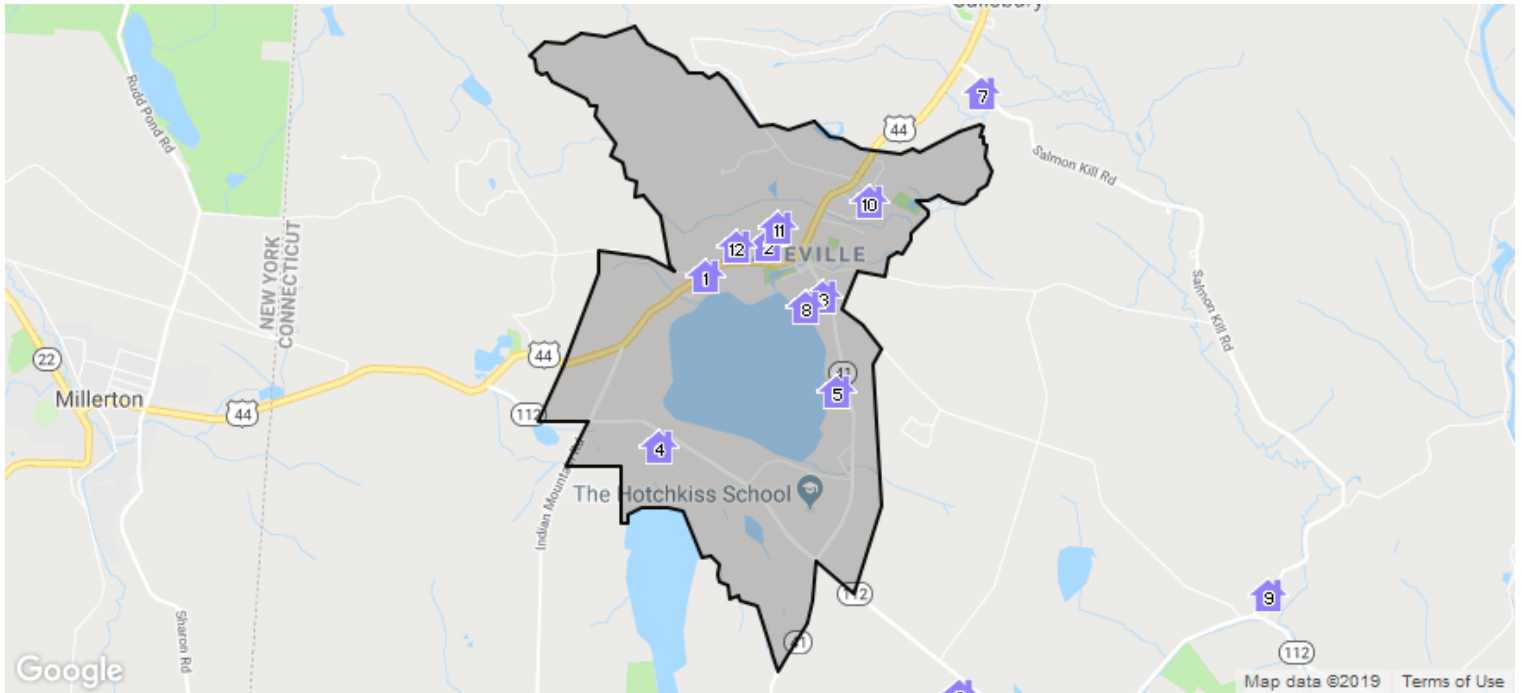 Rudd Pond Rd
7
44
Salmon Kill Rd
10
11
12
2
EVILLE
NEW YORK
CONNECTICUT
1
3
8
Salmon Kill Rd
44
22
41
Millerton
5
44
112
4
Indian Mountain Rd
The Hotchkiss School
112
9
Sharon Rd
41
112
Google
Map data ©2019
Terms of Use